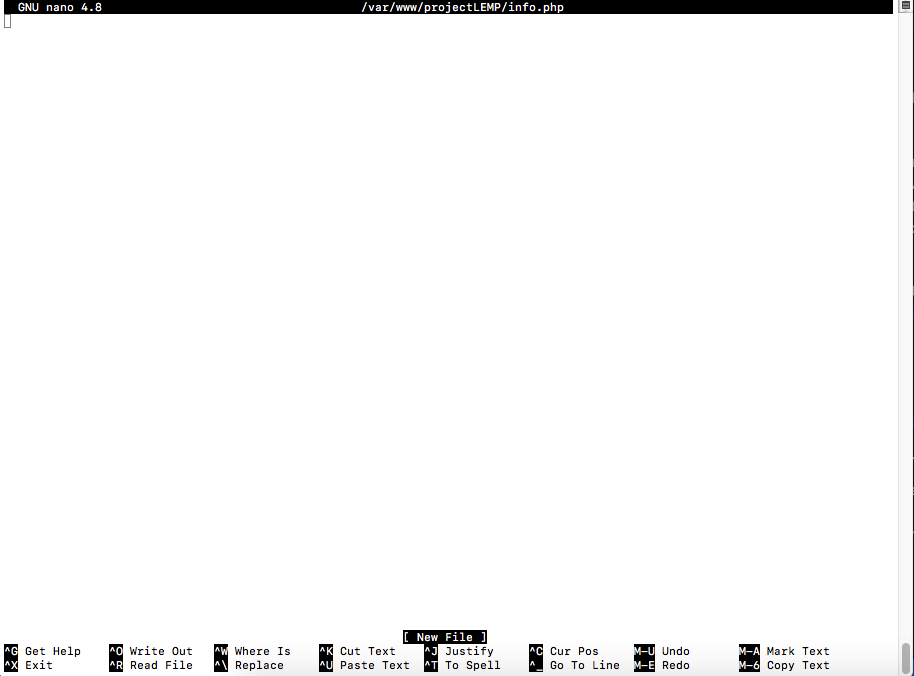 GNU nano 4.8 /var/www/projectLEMP/info.php
[ New File ]
^G Get Help ^O Write Out ^W Where Is ^K Cut Text ^J Justify ^C Cur Pos M-U Undo M-A Mark Text
^X Exit ^R Read File ^\ Replace ^U Paste Text ^T To Spell ^_ Go To Line M-E Redo M-6 Copy Text